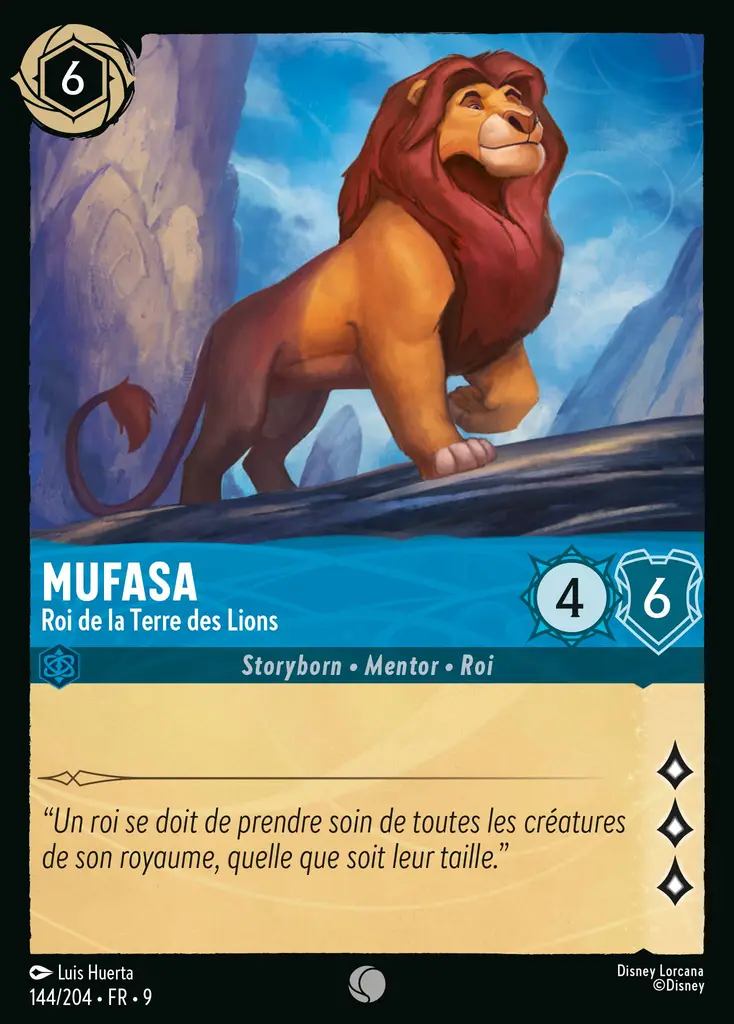 6
MUFASA
Roi de la Terre des Lions
4
6
Storyborn • Mentor • Roi
“Un roi se doit de prendre soin de toutes les créatures
de son royaume, quelle que soit leur taille.”
Luis Huerta
144/204 • FR • 9
Disney Lorcana
©Disney